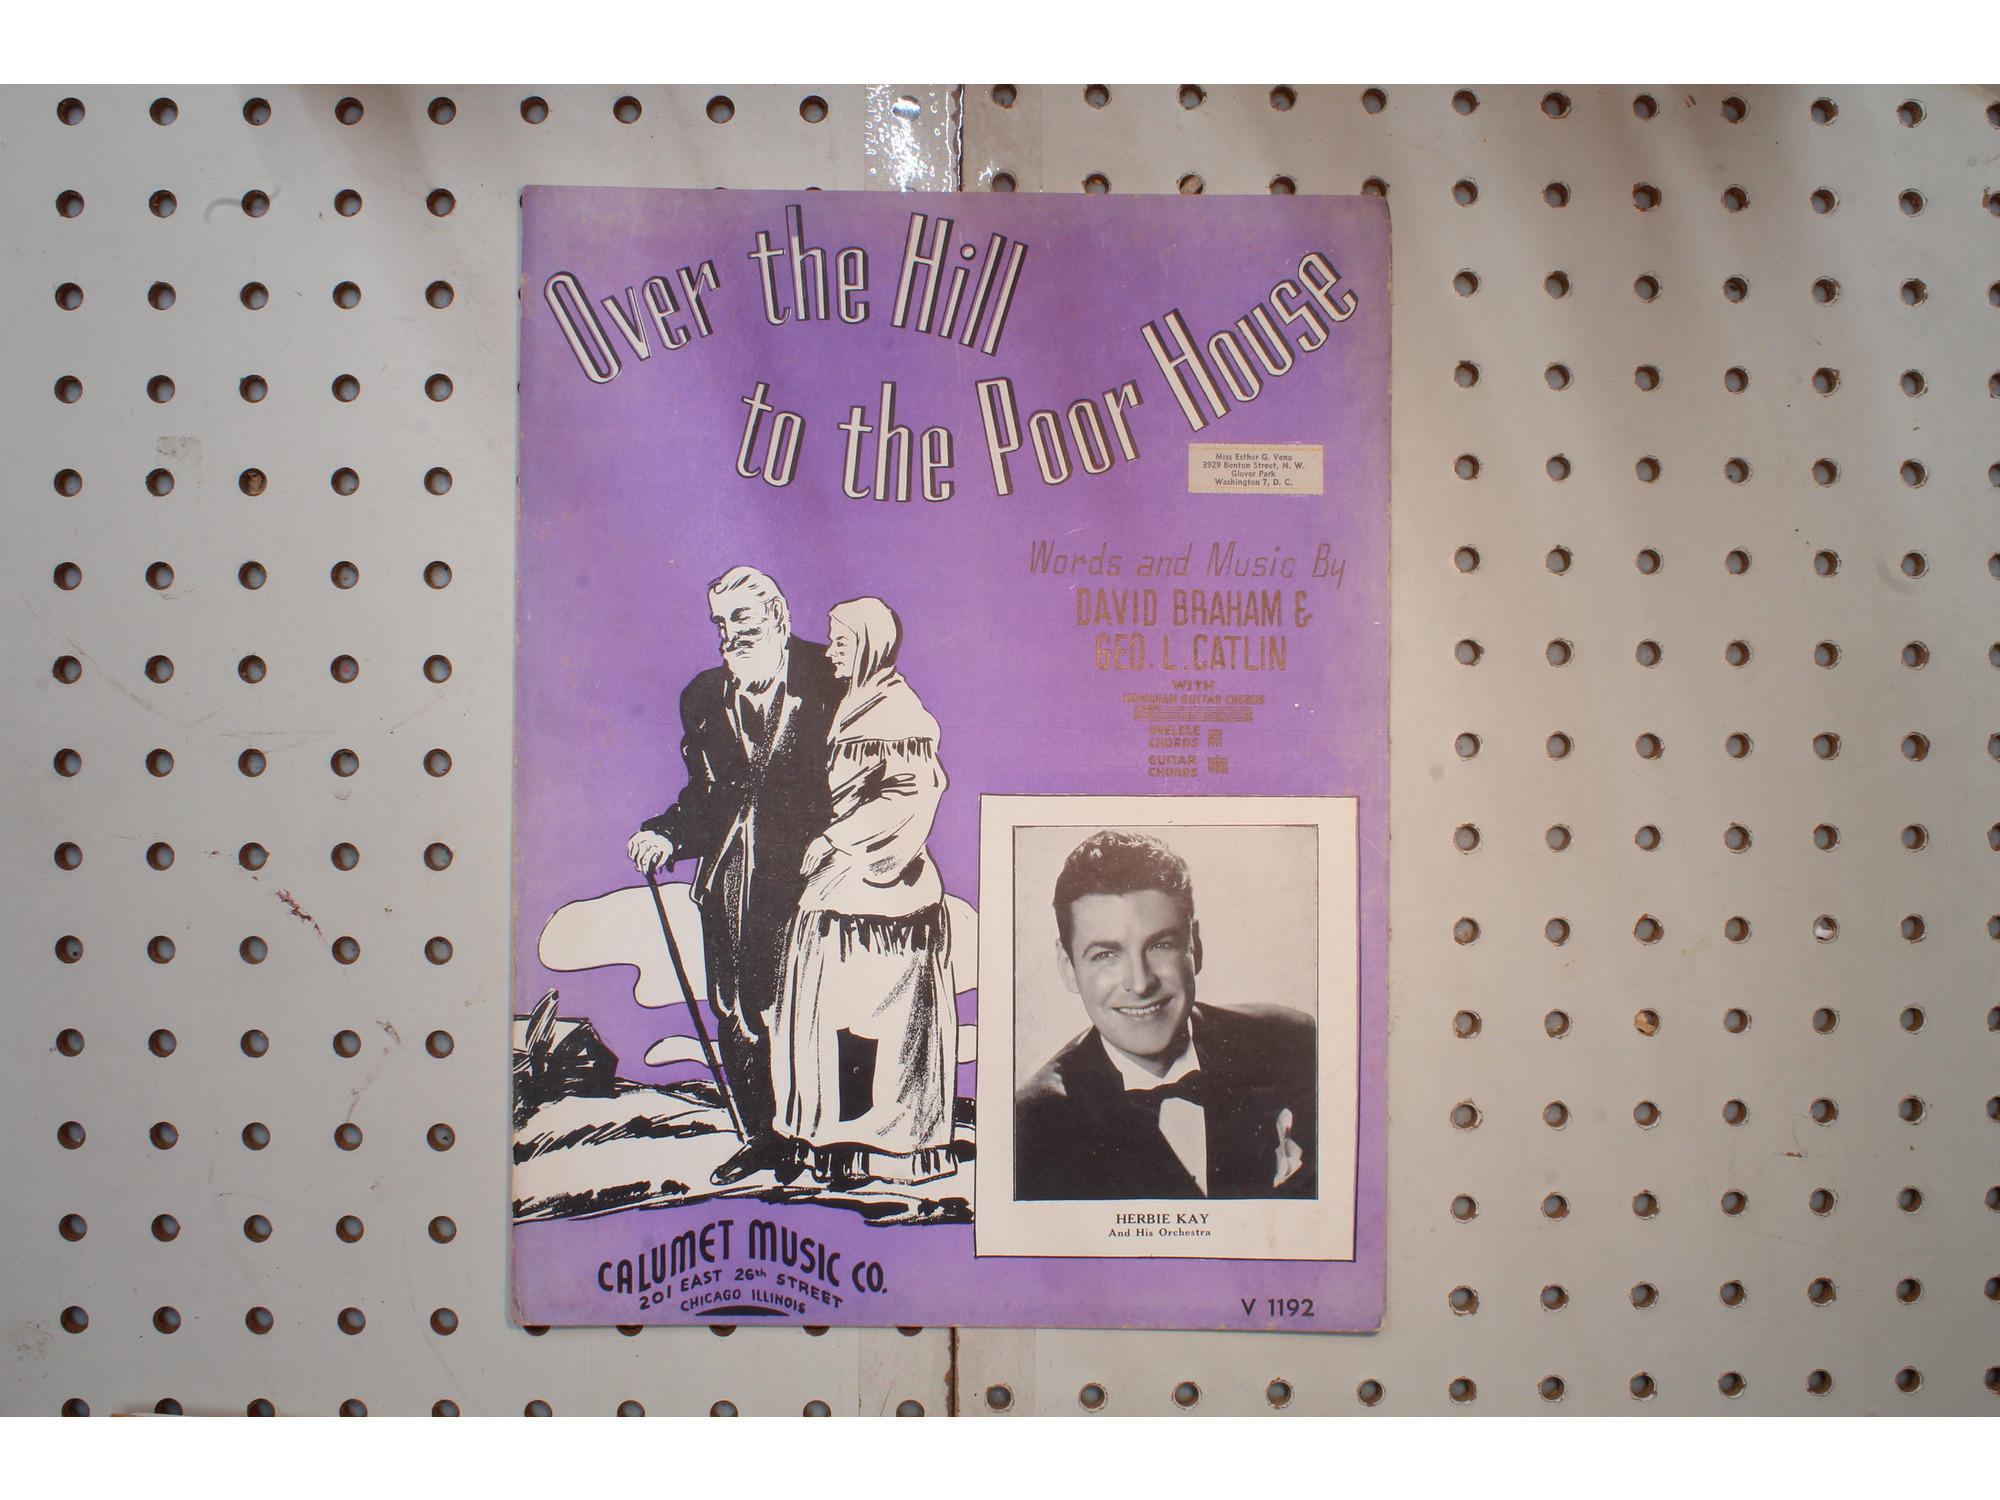 Over the Hill
to the Poor House
Miss Esther G. Veno
3929 Benton Street, N. W.
Glover Park
Washington 7, D. C.
Words and Music By
DAVID BRAHAM &
GEO. L. CATLIN
WITH
HAWAIIAN GUITAR CHORUS
UKELELE
CHORDS
GUITAR
CHORDS
HERBIE KAY
And His Orchestra
CALUMET MUSIC CO.
201 EAST 26th STREET
CHICAGO ILLINOIS
V 1192